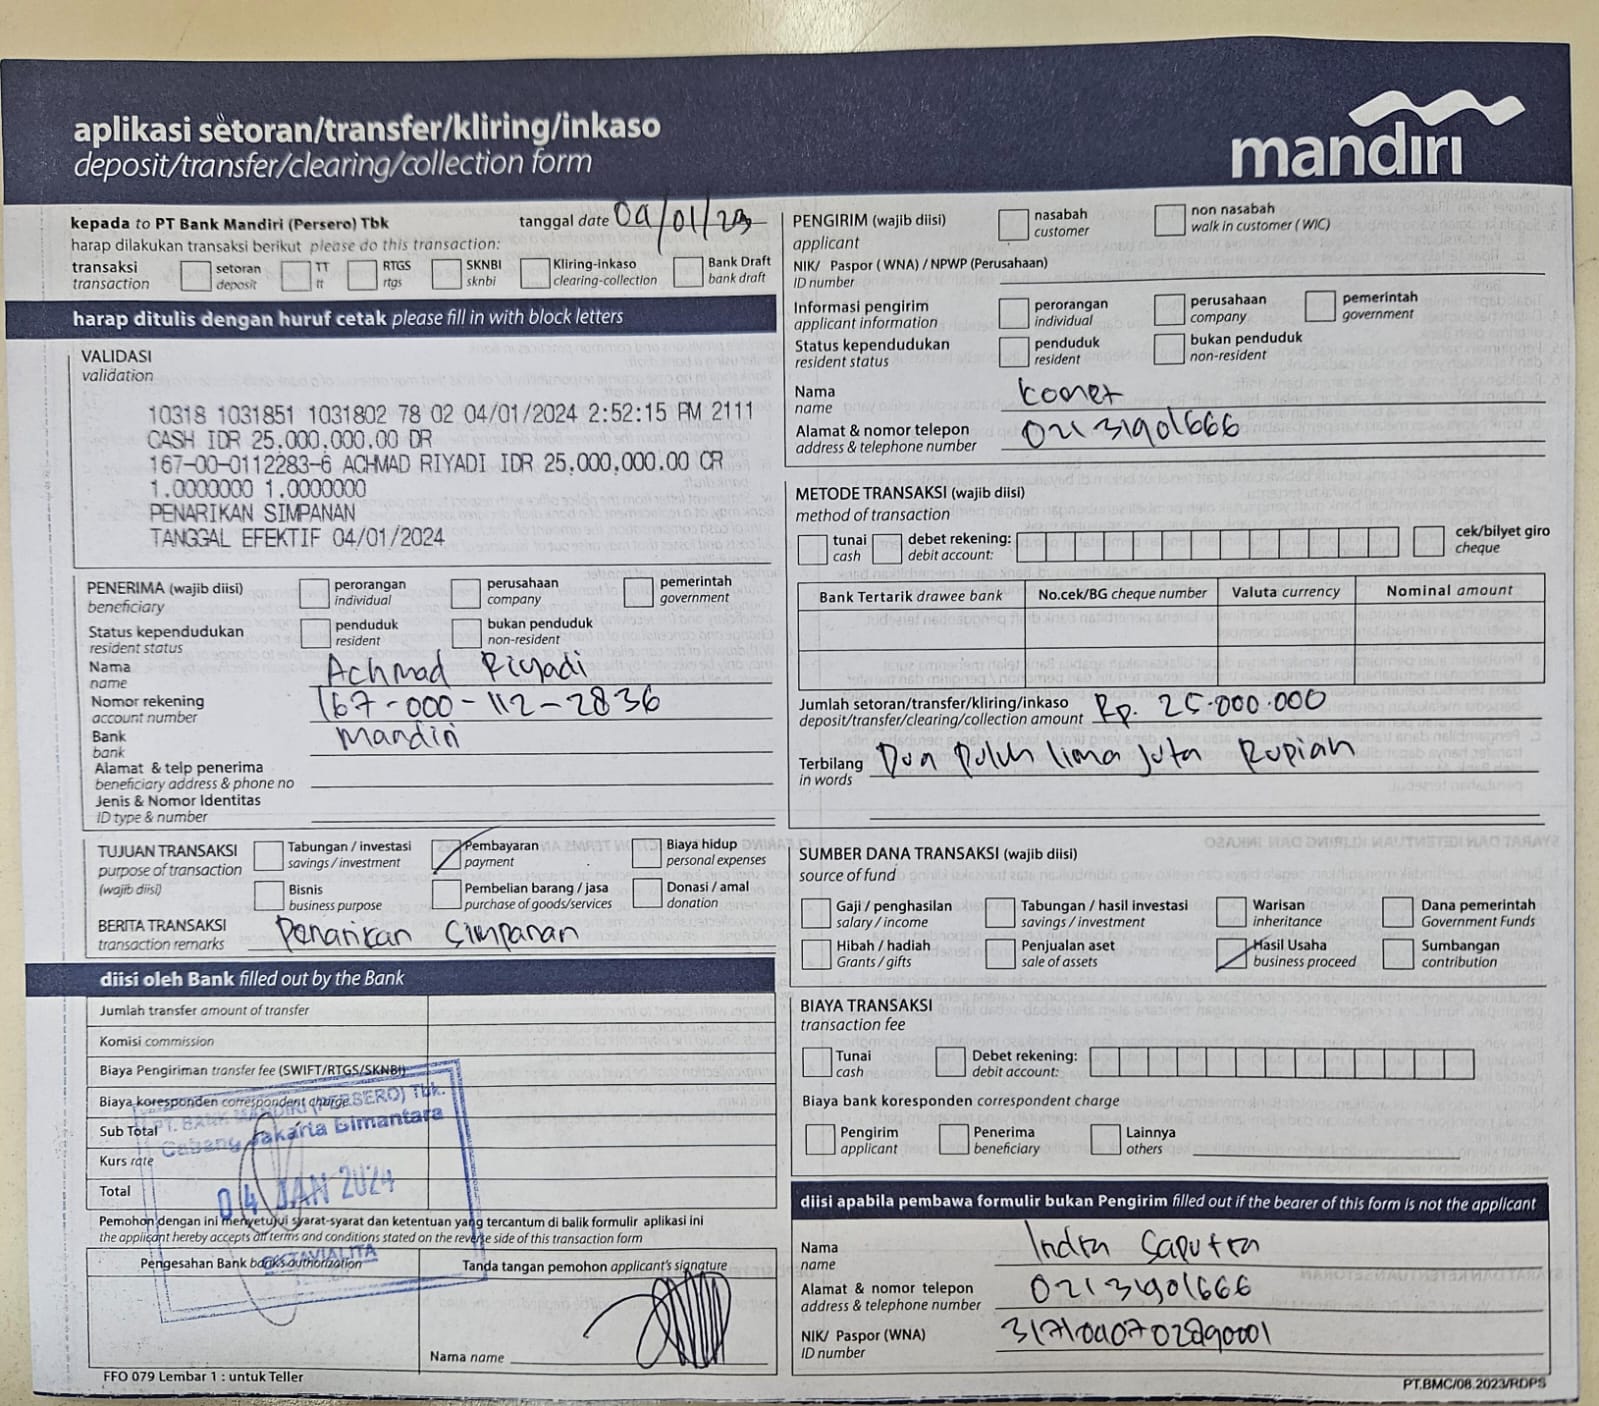 aplikasi setoran/transfer/kliring/inkaso
deposit/transfer/clearing/collection form
mandiri
kepada to PT Bank Mandiri (Persero) Tbk
tanggal date 04/01/23
harap dilakukan transaksi berikut please do this transaction:
transaksi
transaction
setoran
deposit
TT
tt
RTGS
rtgs
SKNBI
sknbi
Kliring-inkaso
clearing-collection
Bank Draft
bank draft
harap ditulis dengan huruf cetak please fill in with block letters
VALIDASI
validation
10318 1031851 1031802 78 02 04/01/2024 2:52:15 PM 2111
CASH IDR 25,000,000.00 DR
167-00-0112283-6 ACHMAD RIYADI IDR 25,000,000.00 CR
1.0000000 1.0000000
PENARIKAN SIMPANAN
TANGGAL EFEKTIF 04/01/2024
PENERIMA (wajib diisi)
beneficiary
perorangan
individual
perusahaan
company
pemerintah
government
Status kependudukan
resident status
penduduk
resident
bukan penduduk
non-resident
Nama
name
Achmad Riyadi
Nomor rekening
account number
167-000-112-2836
Bank
bank
Mandiri
Alamat & telp penerima
beneficiary address & phone no
Jenis & Nomor Identitas
ID type & number
TUJUAN TRANSAKSI
purpose of transaction
(wajib diisi)
Tabungan / investasi
savings / investment
Pembayaran
payment
Biaya hidup
personal expenses
Bisnis
business purpose
Pembelian barang / jasa
purchase of goods/services
Donasi / amal
donation
BERITA TRANSAKSI
transaction remarks
Penarikan Simpanan
diisi oleh Bank filled out by the Bank
Jumlah transfer amount of transfer
Komisi commission
Biaya Pengiriman transfer fee (SWIFT/RTGS/SKNBI)
Biaya koresponden correspondent charge
Sub Total
Kurs rate
Total
PT. BANK MANDIRI (PERSERO) Tbk.
Cabang Jakarta Bimantara
04 JAN 2024
OKTAVIALITA
Pemohon dengan ini menyetujui syarat-syarat dan ketentuan yang tercantum di balik formulir aplikasi ini
the applicant hereby accepts all terms and conditions stated on the reverse side of this transaction form
Pengesahan Bank bank's authorization
Tanda tangan pemohon applicant's signature
Nama name
FFO 079 Lembar 1 : untuk Teller
PENGIRIM (wajib diisi)
applicant
nasabah
customer
non nasabah
walk in customer (WIC)
NIK/ Paspor (WNA) / NPWP (Perusahaan)
ID number
Informasi pengirim
applicant information
perorangan
individual
perusahaan
company
pemerintah
government
Status kependudukan
resident status
penduduk
resident
bukan penduduk
non-resident
Nama
name
Alamat & nomor telepon
address & telephone number
02131901666
METODE TRANSAKSI (wajib diisi)
method of transaction
tunai
cash
debet rekening:
debit account:
cek/bilyet giro
cheque
Bank Tertarik drawee bank
No.cek/BG cheque number
Valuta currency
Nominal amount
Jumlah setoran/transfer/kliring/inkaso
deposit/transfer/clearing/collection amount
Rp. 25.000.000
Terbilang
in words
Dua Puluh lima Juta Rupiah
SUMBER DANA TRANSAKSI (wajib diisi)
source of fund
Gaji / penghasilan
salary / income
Tabungan / hasil investasi
savings / investment
Warisan
inheritance
Dana pemerintah
Government Funds
Hibah / hadiah
Grants / gifts
Penjualan aset
sale of assets
Hasil Usaha
business proceed
Sumbangan
contribution
BIAYA TRANSAKSI
transaction fee
Tunai
cash
Debet rekening:
debit account:
Biaya bank koresponden correspondent charge
Pengirim
applicant
Penerima
beneficiary
Lainnya
others
diisi apabila pembawa formulir bukan Pengirim filled out if the bearer of this form is not the applicant
Nama
name
Indra Saputra
Alamat & nomor telepon
address & telephone number
02131901666
NIK/ Paspor (WNA)
ID number
PT.BMC/08.2023/RDPS